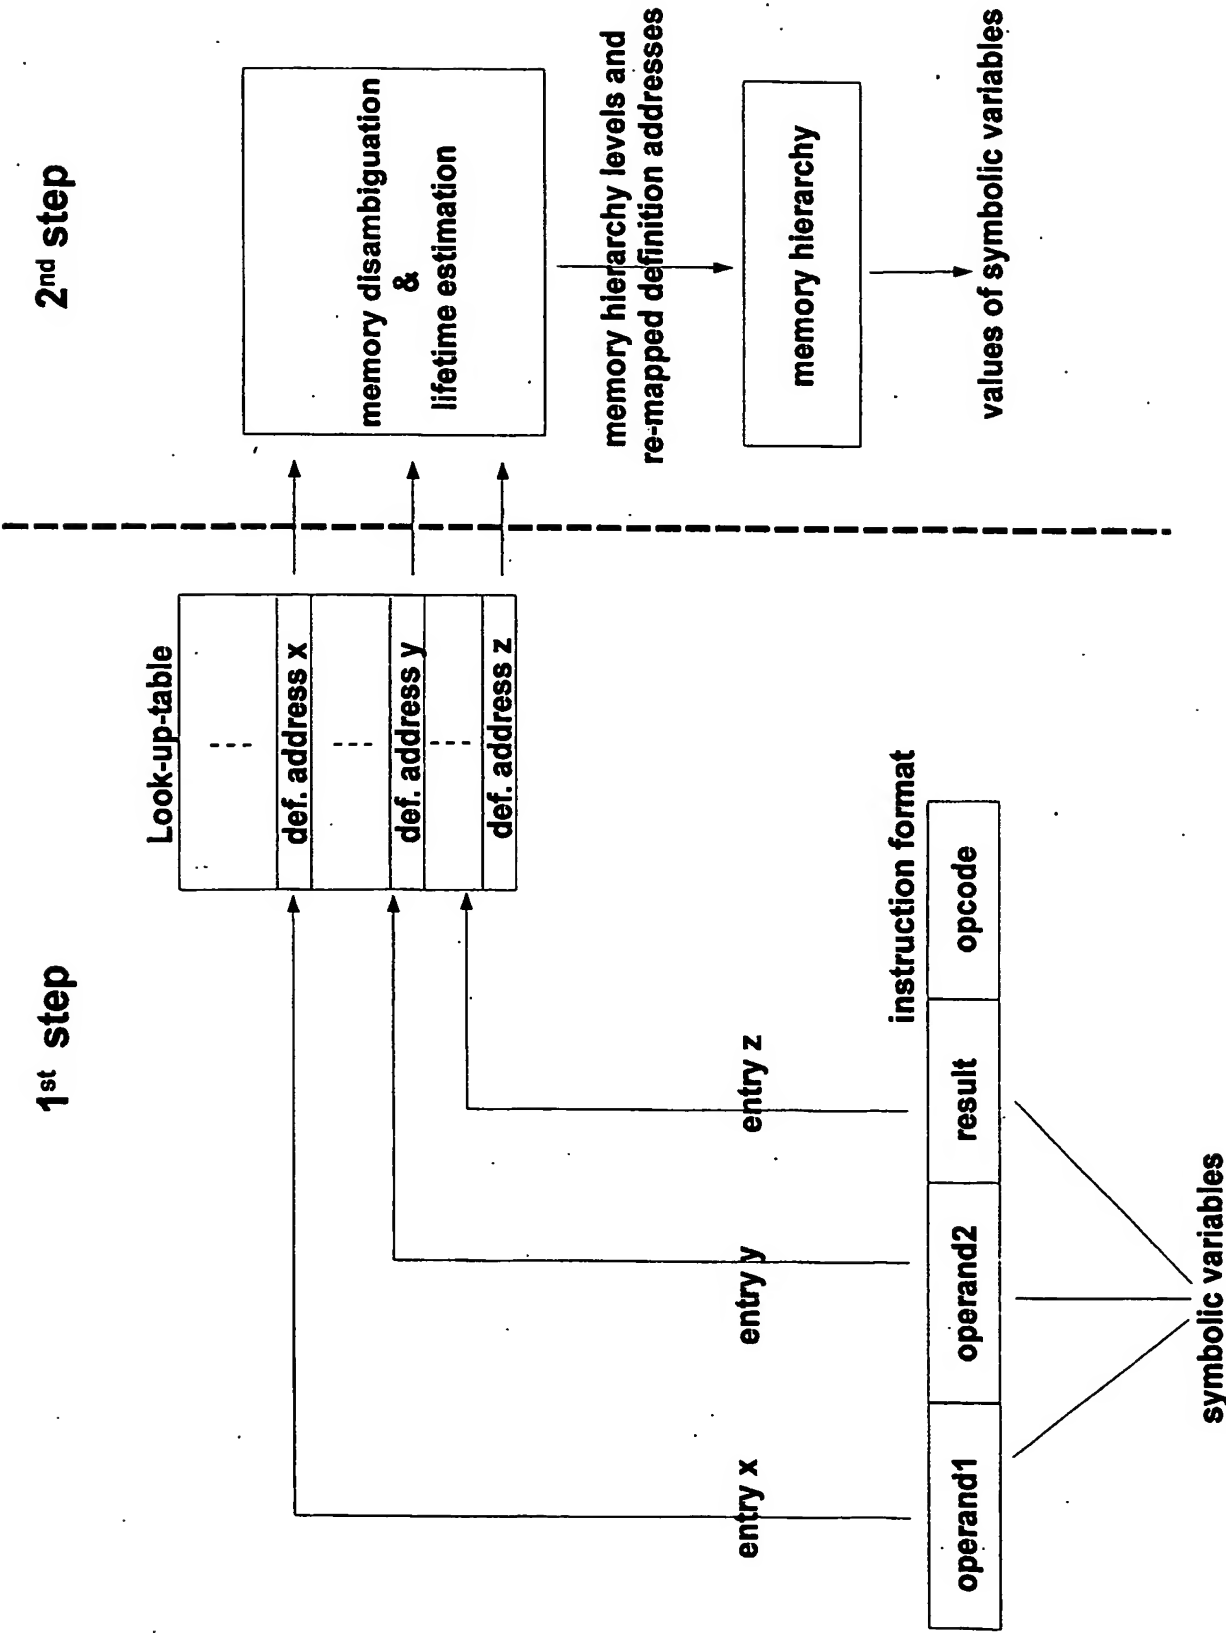 1st step
2nd step
Look-up-table
def. address x
def. address y
def. address z
memory disambiguation
&
lifetime estimation
memory hierarchy levels and
re-mapped definition addresses
memory hierarchy
values of symbolic variables
entry x
entry y
entry z
instruction format
operand1
operand2
result
opcode
symbolic variables